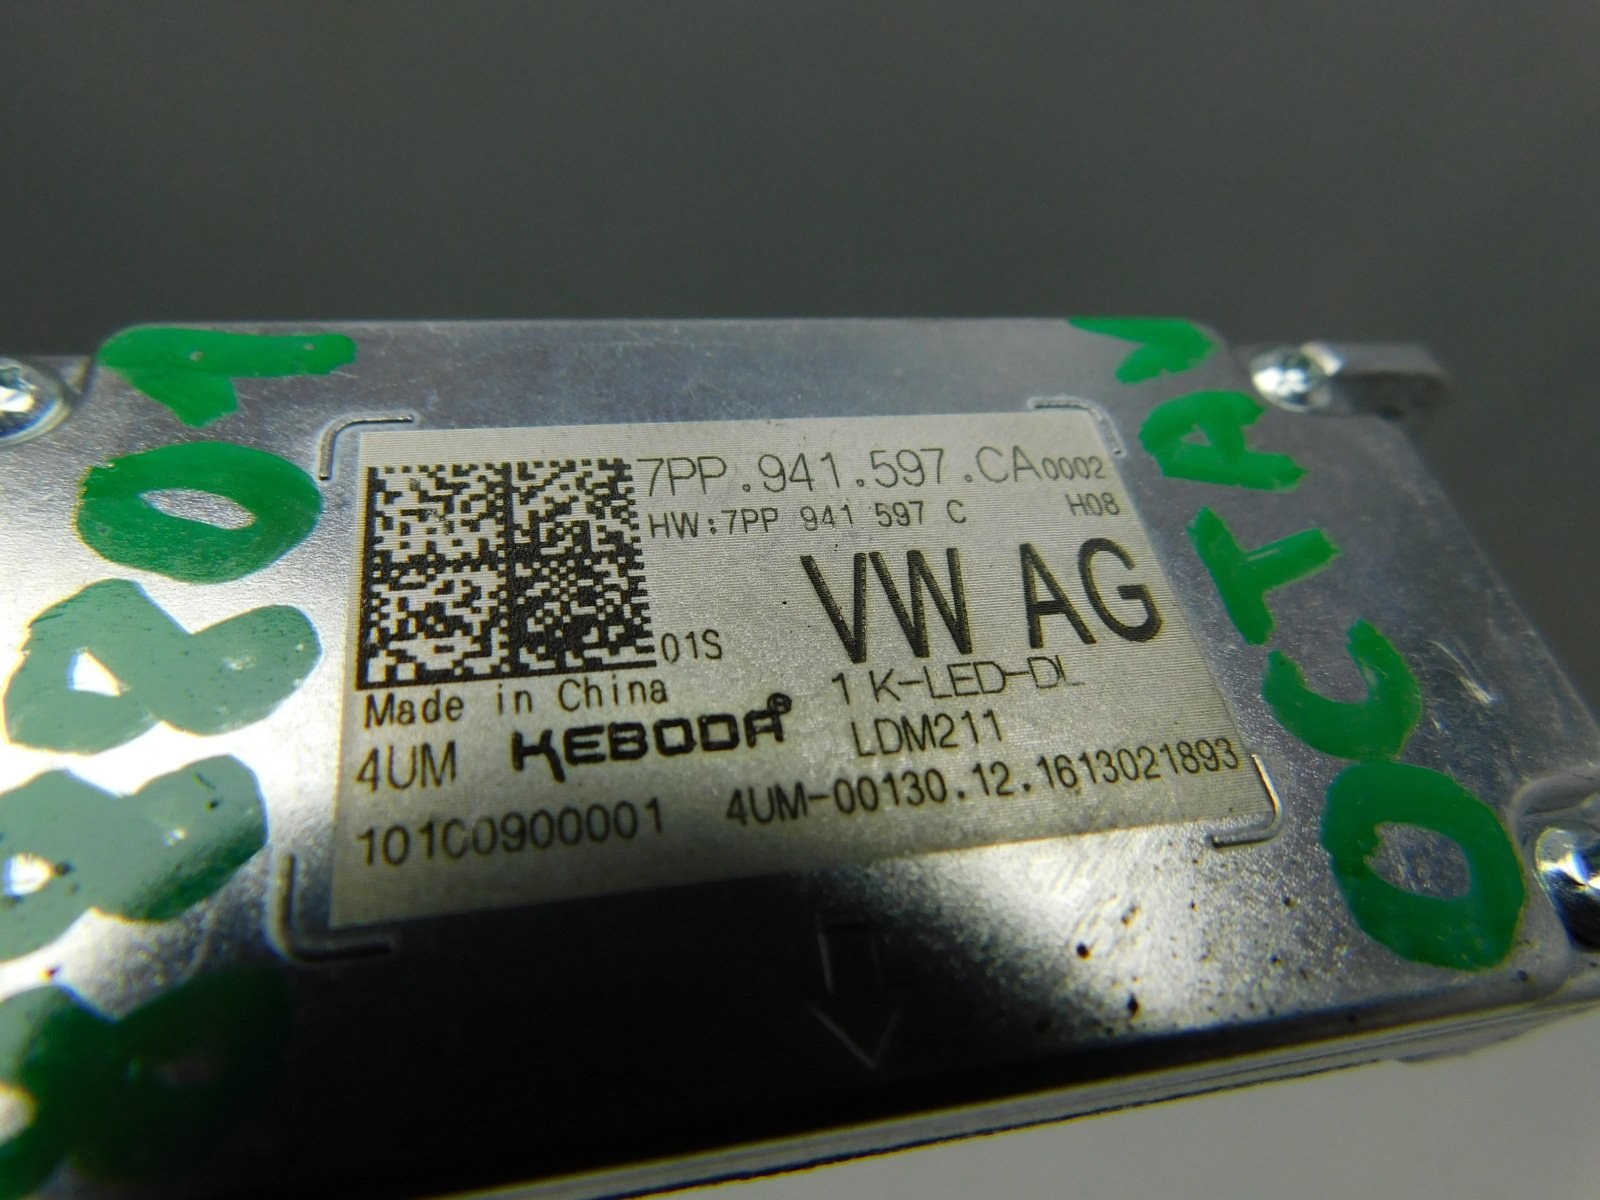 7PP.941.597.CA0002
HW:7PP 941 597 C H08
VW AG
01S
1 K-LED-DL
Made in China
4UM KEBODA® LDM211
101C0900001 4UM-00130.12.1613021893
OCTAV